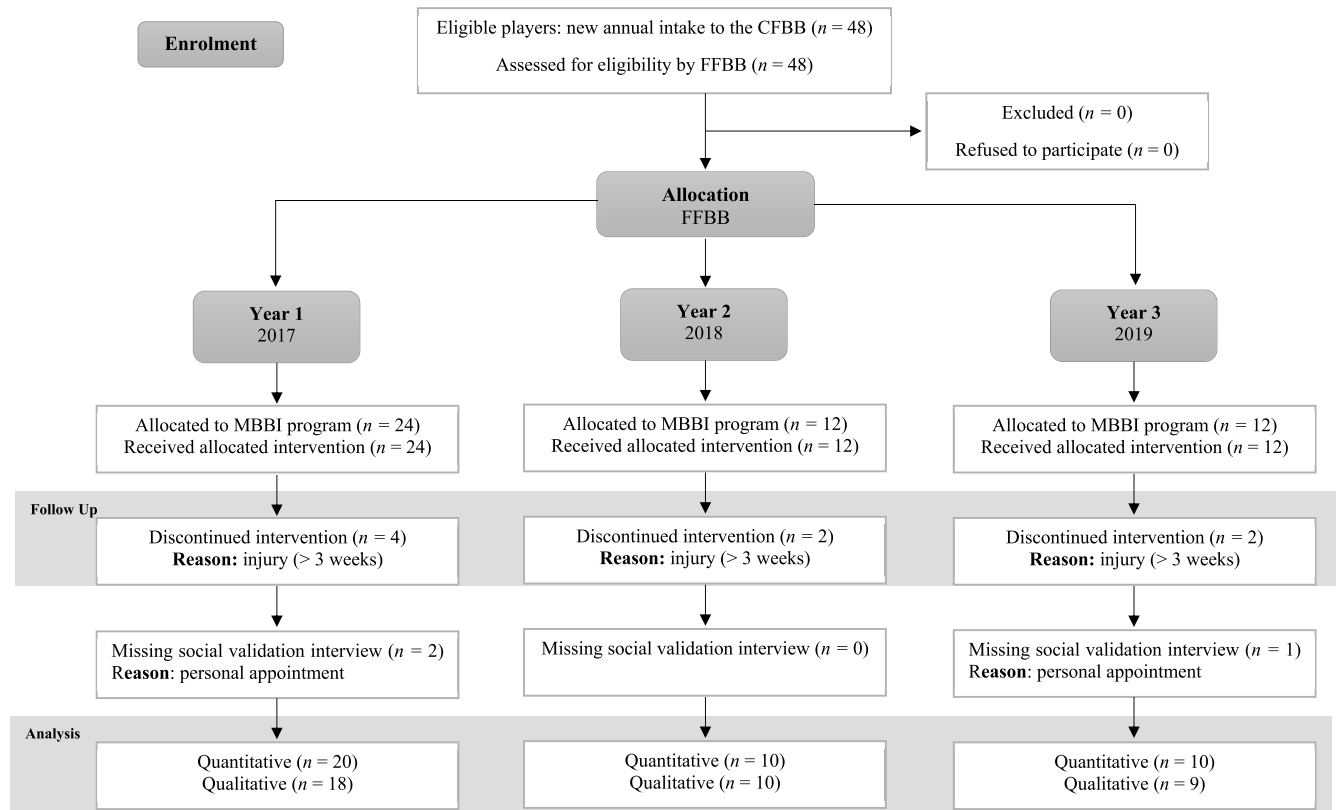 Enrolment
Eligible players: new annual intake to the CFBB (n = 48)
Assessed for eligibility by FFBB (n = 48)
Excluded (n = 0)
Refused to participate (n = 0)
Allocation
FFBB
Year 1
2017
Year 2
2018
Year 3
2019
Allocated to MBBI program (n = 24)
Received allocated intervention (n = 24)
Allocated to MBBI program (n = 12)
Received allocated intervention (n = 12)
Allocated to MBBI program (n = 12)
Received allocated intervention (n = 12)
Follow Up
Discontinued intervention (n = 4)
Reason: injury (> 3 weeks)
Discontinued intervention (n = 2)
Reason: injury (> 3 weeks)
Discontinued intervention (n = 2)
Reason: injury (> 3 weeks)
Missing social validation interview (n = 2)
Reason: personal appointment
Missing social validation interview (n = 0)
Missing social validation interview (n = 1)
Reason: personal appointment
Analysis
Quantitative (n = 20)
Qualitative (n = 18)
Quantitative (n = 10)
Qualitative (n = 10)
Quantitative (n = 10)
Qualitative (n = 9)